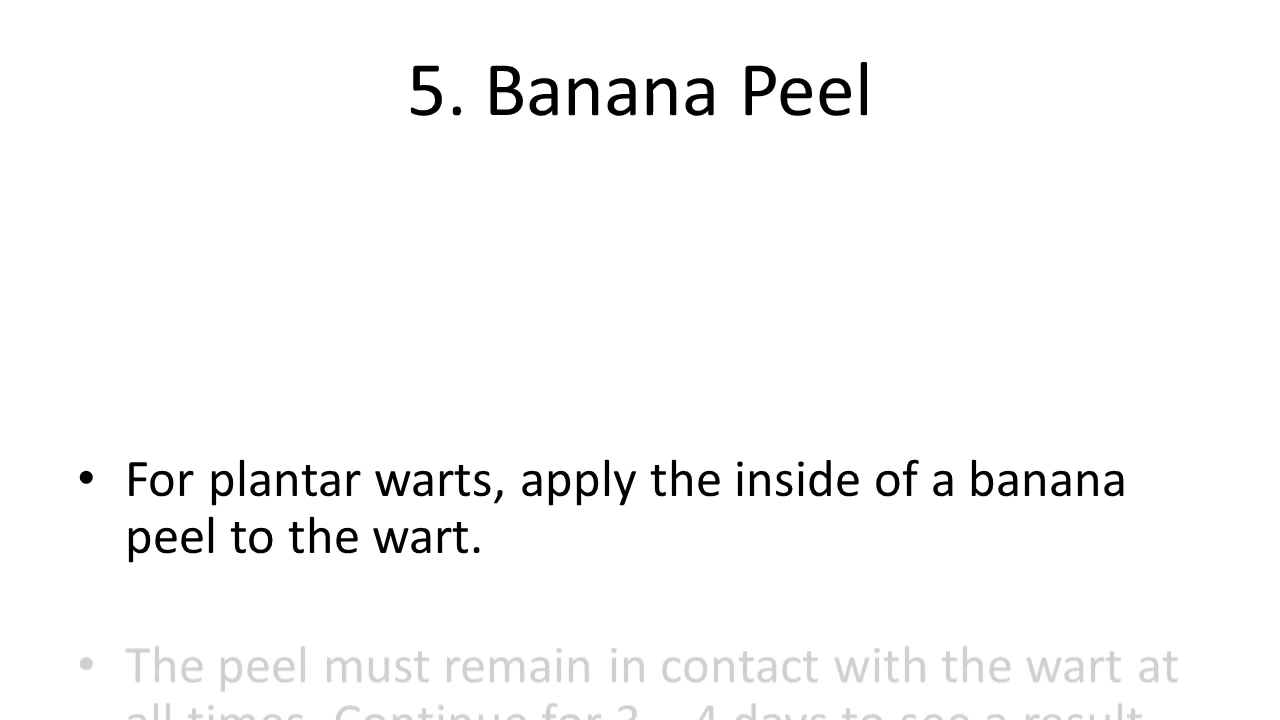 5. Banana Peel
• For plantar warts, apply the inside of a banana
peel to the wart.
• The peel must remain in contact with the wart at
all times. Continue for 3 – 4 days to see a result